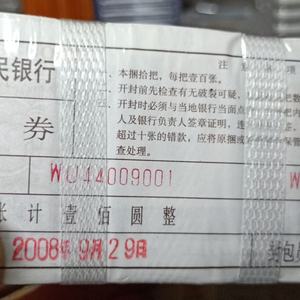 注 项
民银行
本捆拾把，每把壹百张。
开封前先检查有无破裂可疑，
开封时必须与当地银行当面点
人及银行负责人签章证明，连
超过十张的错款，应将原捆或
查处理。
券
WU44009001
W
张计壹佰圆整
2008年9月29日
封包